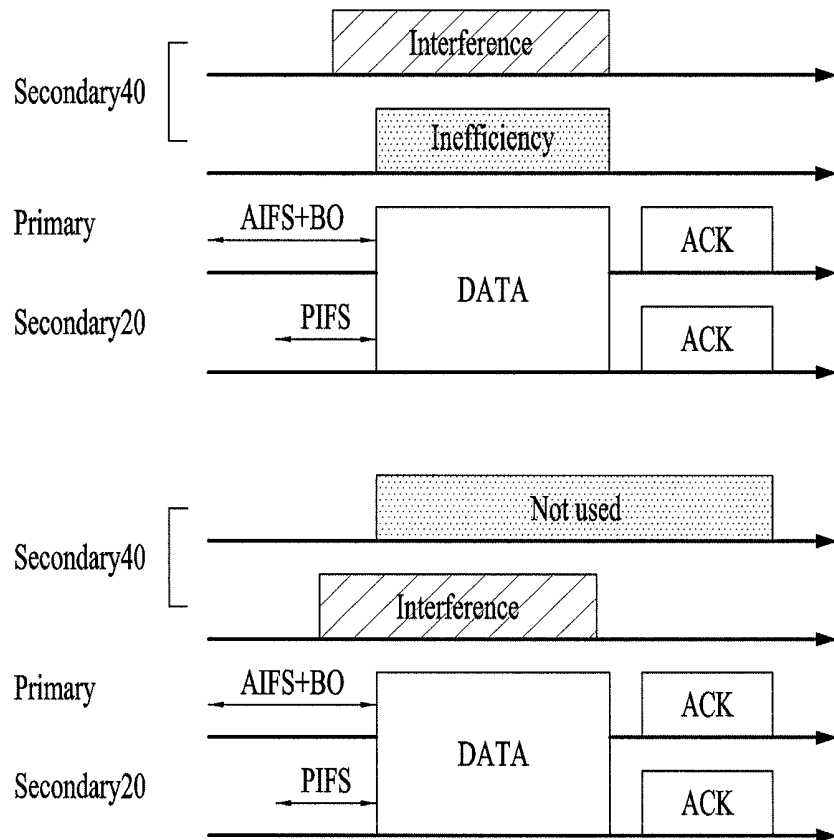 Interference
Secondary40
Inefficiency
Primary
AIFS+BO
DATA
ACK
Secondary20
PIFS
ACK
Not used
Secondary40
Interference
Primary
AIFS+BO
DATA
ACK
Secondary20
PIFS
ACK